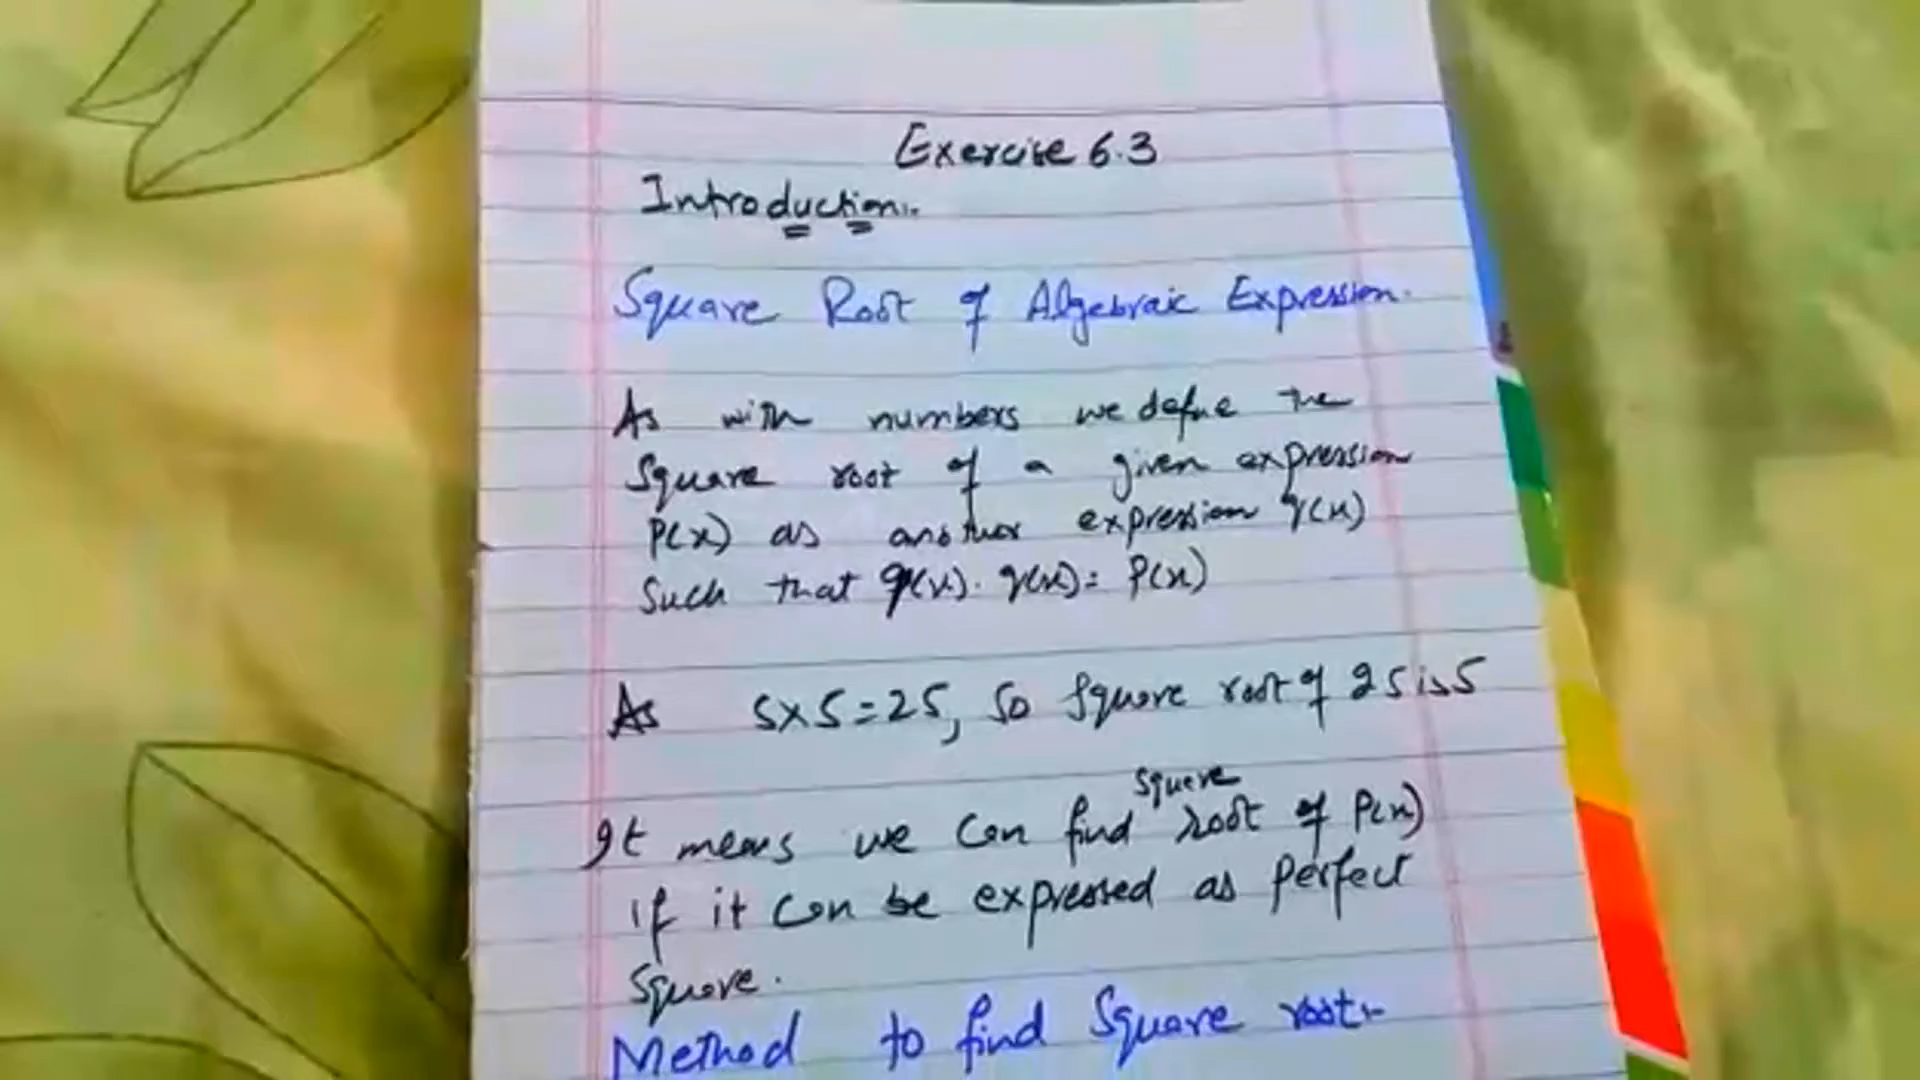 Exercise 6.3
Introduction
Square Root of Algebraic Expression.
As with numbers we define the
Square root of a given expression
P(x) as another expression q(x)
Such that q(x). q(x) = P(x)
As 5x5=25, So Square root of 25 is 5
Square
It means we can find root of P(x)
if it can be expressed as Perfect
Square.
Method to find Square root:-